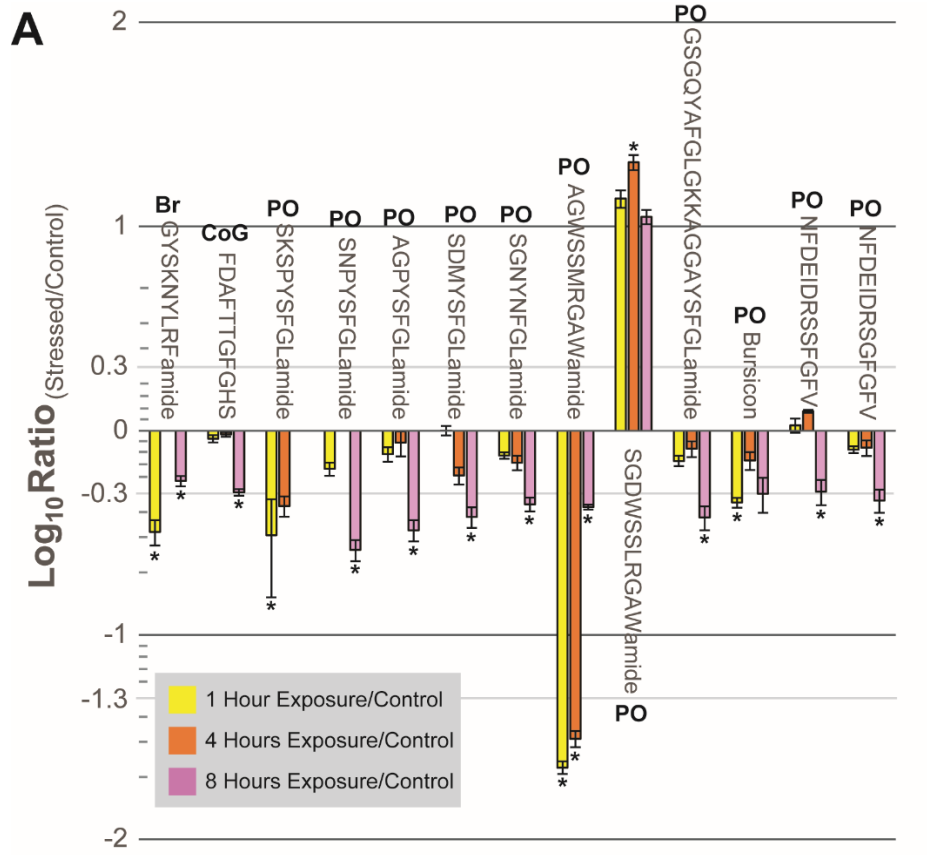 A
Log10Ratio(Stressed/Control)
2
1
0.3
0
-0.3
-1
-1.3
-2
Br
GYSKNYLRFamide
*
*
CoG
FDAFTTGFGHS
*
PO
SKSPYSFGLamide
*
PO
SNPYSFGLamide
*
PO
AGPYSFGLamide
*
PO
SDMYSFGLamide
*
PO
SGNYNFGLamide
*
PO
AGWSSMRGAWamide
*
*
*
*
SGDWSSLRGAWamide
PO
PO
GSGQYAFGLGKKAGGAYSFGLamide
*
PO
Bursicon
*
PO
NFDEIDRSSFGFV
*
PO
NFDEIDRSGFGFV
*
1 Hour Exposure/Control
4 Hours Exposure/Control
8 Hours Exposure/Control